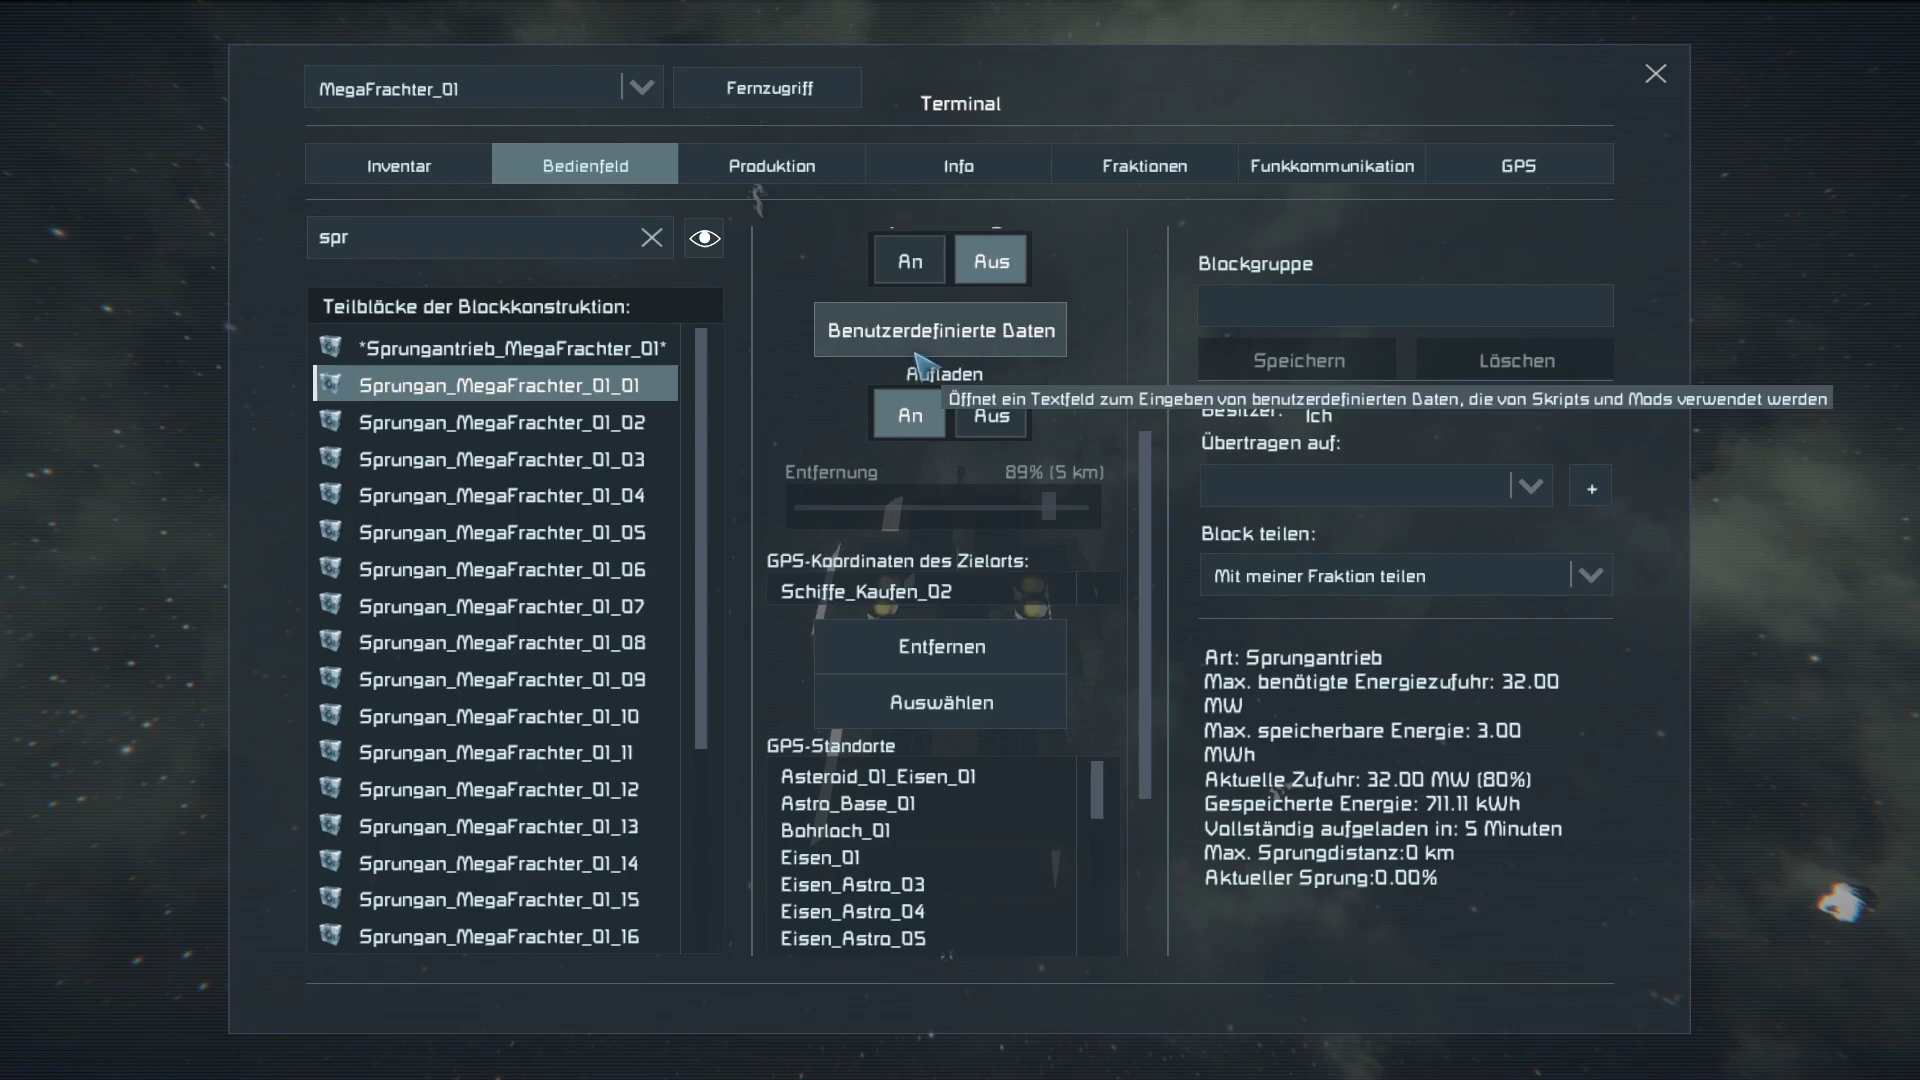 MegaFrachter_01
Fernzugriff
Terminal
Inventar
Bedienfeld
Produktion
Info
Fraktionen
Funkkommunikation
GPS
spr
Teilblöcke der Blockkonstruktion:
*Sprungantrieb_MegaFrachter_01*
Sprungan_MegaFrachter_01_01
Sprungan_MegaFrachter_01_02
Sprungan_MegaFrachter_01_03
Sprungan_MegaFrachter_01_04
Sprungan_MegaFrachter_01_05
Sprungan_MegaFrachter_01_06
Sprungan_MegaFrachter_01_07
Sprungan_MegaFrachter_01_08
Sprungan_MegaFrachter_01_09
Sprungan_MegaFrachter_01_10
Sprungan_MegaFrachter_01_11
Sprungan_MegaFrachter_01_12
Sprungan_MegaFrachter_01_13
Sprungan_MegaFrachter_01_14
Sprungan_MegaFrachter_01_15
Sprungan_MegaFrachter_01_16
An
Aus
Benutzerdefinierte Daten
Aufladen
Öffnet ein Textfeld zum Eingeben von benutzerdefinierten Daten, die von Skripts und Mods verwendet werden
An
Aus
Entfernung
89% (5 km)
GPS-Koordinaten des Zielorts:
Schiffe_Kaufen_02
Entfernen
Auswählen
GPS-Standorte
Asteroid_01_Eisen_01
Astro_Base_01
Bohrloch_01
Eisen_01
Eisen_Astro_03
Eisen_Astro_04
Eisen_Astro_05
Blockgruppe
Speichern
Löschen
Besitzer: Ich
Übertragen auf:
+
Block teilen:
Mit meiner Fraktion teilen
Art: Sprungantrieb
Max. benötigte Energiezufuhr: 32.00
MW
Max. speicherbare Energie: 3.00
MWh
Aktuelle Zufuhr: 32.00 MW (80%)
Gespeicherte Energie: 711.11 kWh
Vollständig aufgeladen in: 5 Minuten
Max. Sprungdistanz:0 km
Aktueller Sprung:0.00%